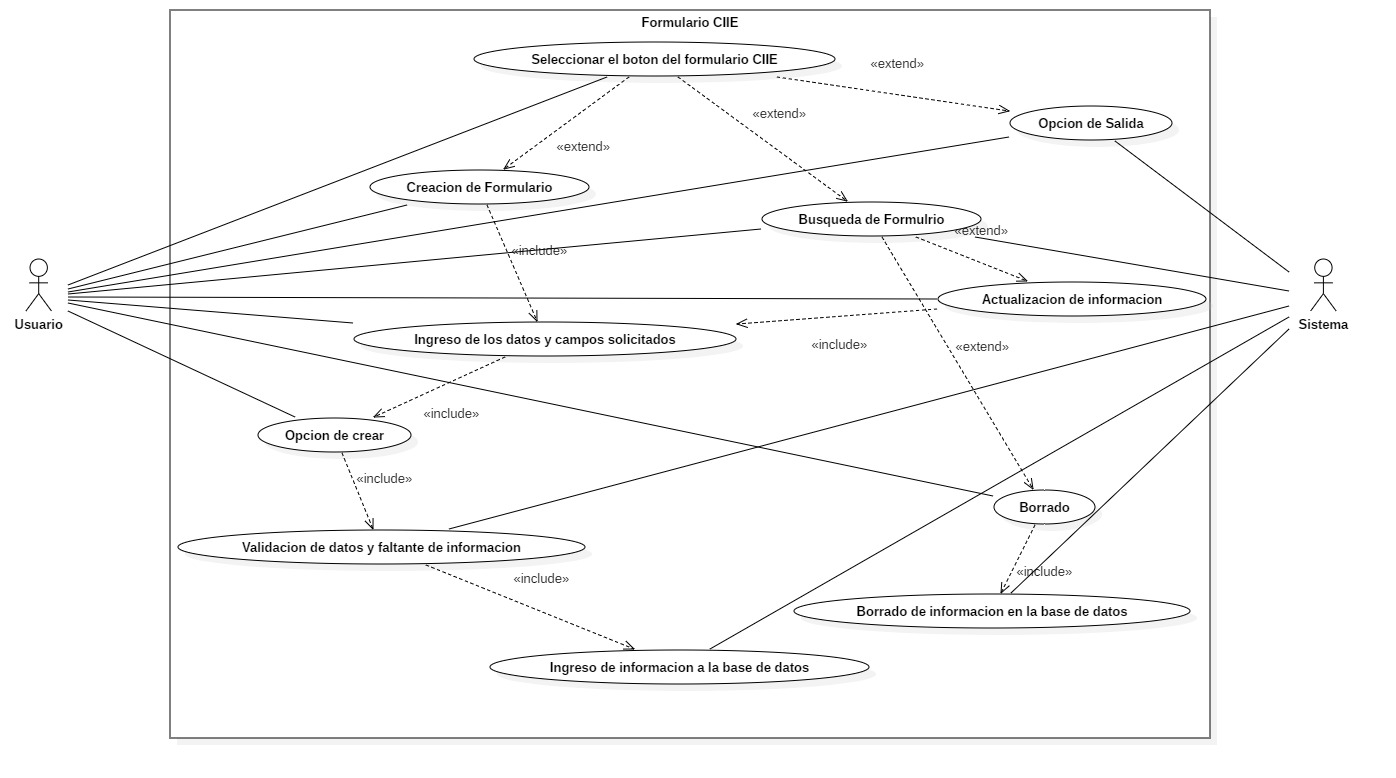 Formulario CIIE
Seleccionar el boton del formulario CIIE
«extend»
«extend»
Opcion de Salida
«extend»
Creacion de Formulario
Busqueda de Formulrio
«extend»
«include»
Usuario
Sistema
Actualizacion de informacion
Ingreso de los datos y campos solicitados
«include»
«extend»
«include»
Opcion de crear
«include»
Borrado
Validacion de datos y faltante de informacion
«include»
«include»
Borrado de informacion en la base de datos
Ingreso de informacion a la base de datos